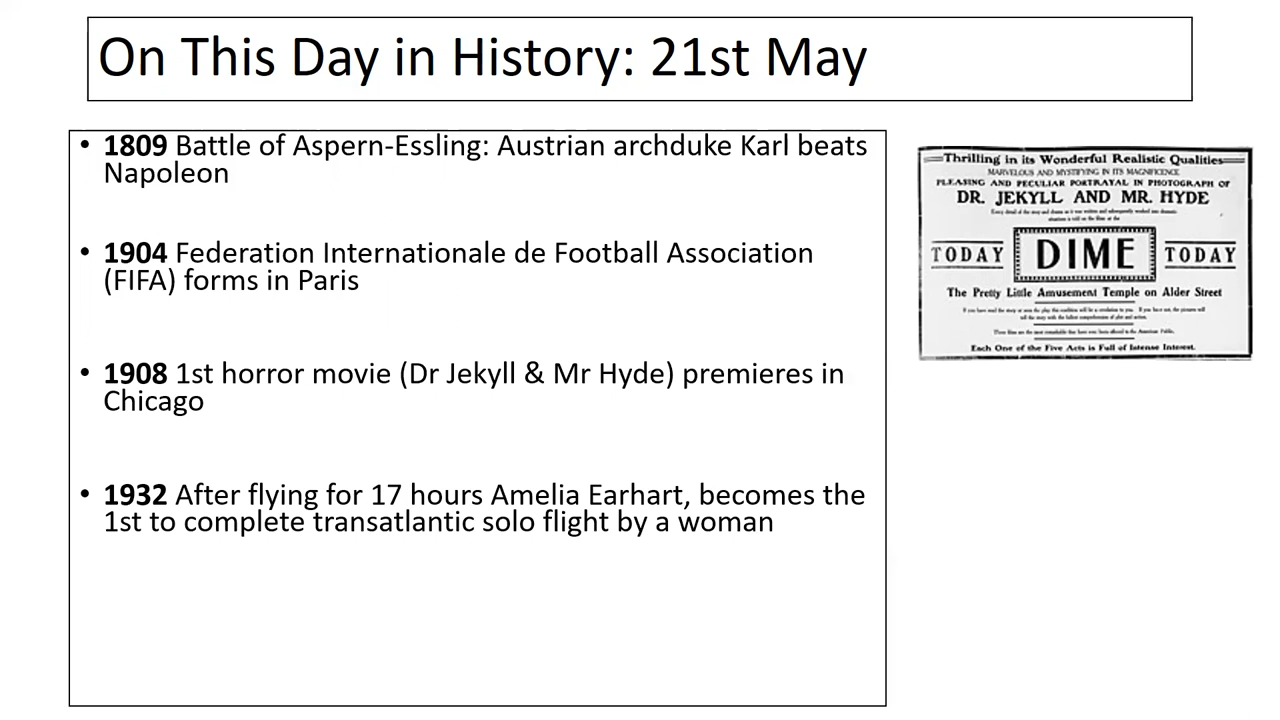 On This Day in History: 21st May
• 1809 Battle of Aspern-Essling: Austrian archduke Karl beats
Napoleon
• 1904 Federation Internationale de Football Association
(FIFA) forms in Paris
• 1908 1st horror movie (Dr Jekyll & Mr Hyde) premieres in
Chicago
• 1932 After flying for 17 hours Amelia Earhart, becomes the
1st to complete transatlantic solo flight by a woman
Thrilling in its Wonderful Realistic Qualities
MARVELOUS AND MYSTIFYING IN ITS MAGNIFICENCE
PLEASING AND PECULIAR PORTRAYAL IN PHOTOGRAPH OF
DR. JEKYLL AND MR. HYDE
TODAY DIME TODAY
The Pretty Little Amusement Temple on Alder Street
Each One of the Five Acts is Full of Intense Interest.